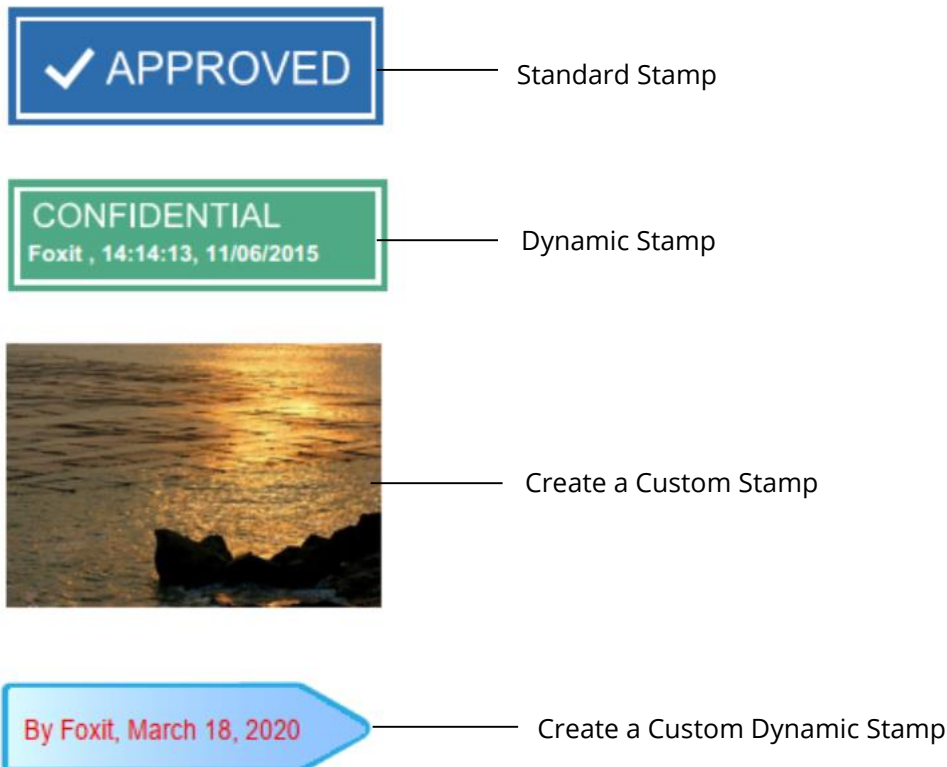 APPROVED
Standard Stamp
CONFIDENTIAL
Foxit , 14:14:13, 11/06/2015
Dynamic Stamp
Create a Custom Stamp
By Foxit, March 18, 2020
Create a Custom Dynamic Stamp